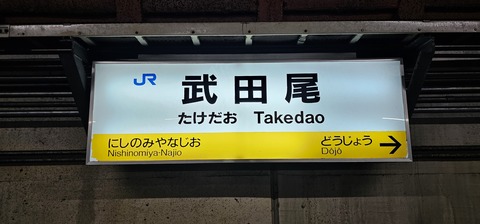 JR 武田尾
たけだお Takedao
にしのみやなじお どうじょう →
Nishinomiya-Najio Dōjō